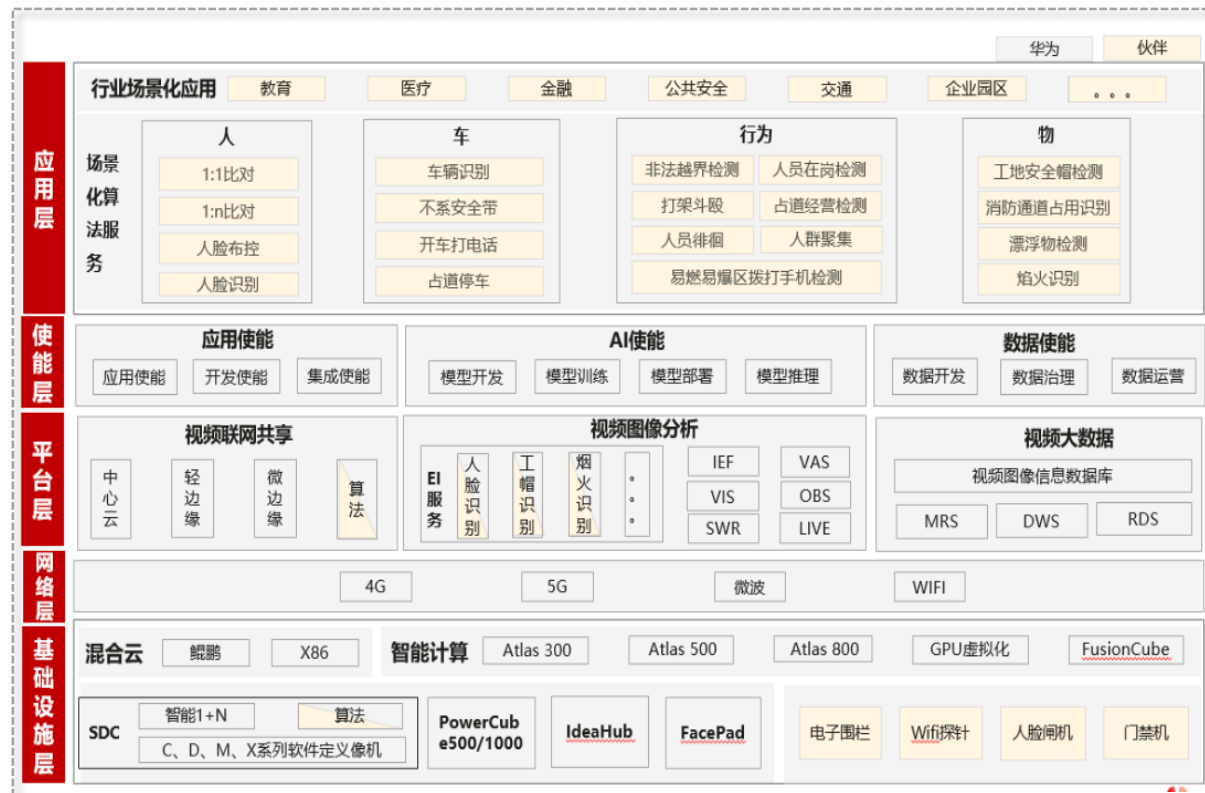 华为
伙伴
应用层
行业场景化应用
教育
医疗
金融
公共安全
交通
企业园区
。。。
场景
化算
法服
务
人
1:1比对
1:n比对
人脸布控
人脸识别
车
车辆识别
不系安全带
开车打电话
占道停车
行为
非法越界检测
人员在岗检测
打架斗殴
占道经营检测
人员徘徊
人群聚集
易燃易爆区拨打手机检测
物
工地安全帽检测
消防通道占用识别
漂浮物检测
焰火识别
使能层
应用使能
应用使能
开发使能
集成使能
AI使能
模型开发
模型训练
模型部署
模型推理
数据使能
数据开发
数据治理
数据运营
平台层
视频联网共享
中心云
轻边缘
微边缘
算法
视频图像分析
EI服务
人脸识别
工帽识别
烟火识别
。。。
IEF
VAS
VIS
OBS
SWR
LIVE
视频大数据
视频图像信息数据库
MRS
DWS
RDS
网络层
4G
5G
微波
WIFI
基础设施层
混合云
鲲鹏
X86
智能计算
Atlas 300
Atlas 500
Atlas 800
GPU虚拟化
FusionCube
SDC
智能1+N
算法
C、D、M、X系列软件定义像机
PowerCub
e500/1000
IdeaHub
FacePad
电子围栏
Wifi探针
人脸闸机
门禁机